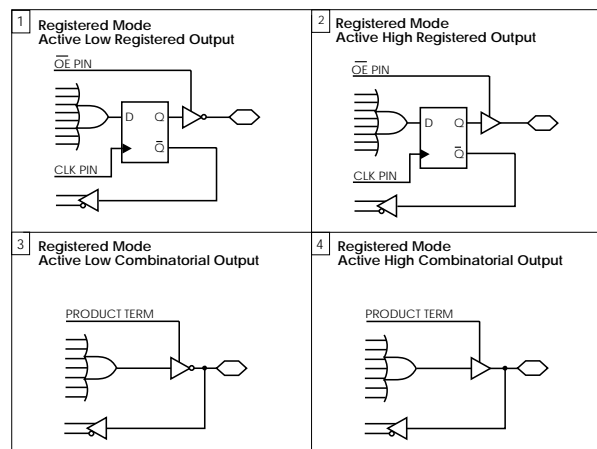 1
Registered Mode
Active Low Registered Output
O̅E̅ PIN
D Q
Q̅
CLK PIN
2
Registered Mode
Active High Registered Output
O̅E̅ PIN
D Q
Q̅
CLK PIN
3
Registered Mode
Active Low Combinatorial Output
PRODUCT TERM
4
Registered Mode
Active High Combinatorial Output
PRODUCT TERM